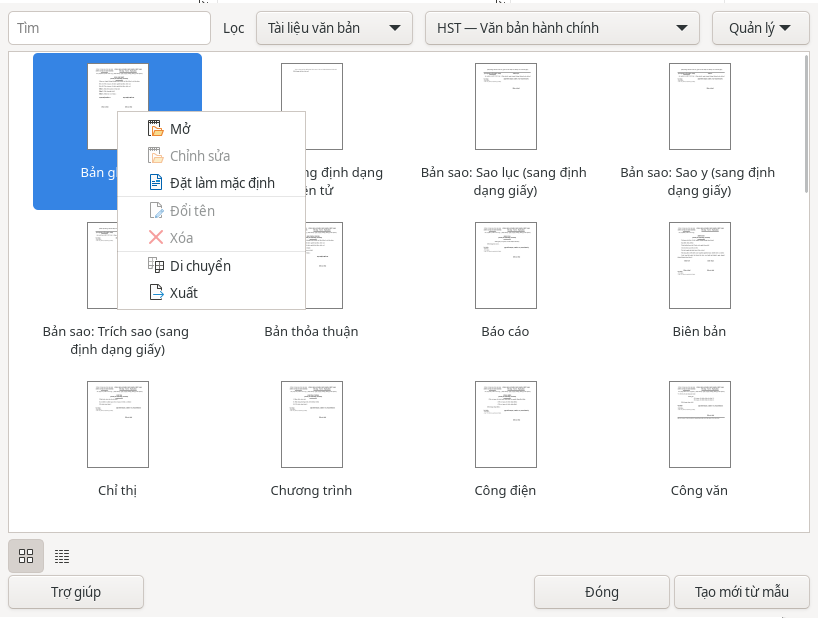 Tìm
Lọc
Tài liệu văn bản
HST — Văn bản hành chính
Quản lý
Mở
Chỉnh sửa
Đặt làm mặc định
Đổi tên
Xóa
Di chuyển
Xuất
Bản
định dạng
tử
Bản sao: Sao lục (sang định
dạng giấy)
Bản sao: Sao y (sang định
dạng giấy)
Bản sao: Trích sao (sang
định dạng giấy)
Bản thỏa thuận
Báo cáo
Biên bản
Chỉ thị
Chương trình
Công điện
Công văn
Trợ giúp
Đóng
Tạo mới từ mẫu